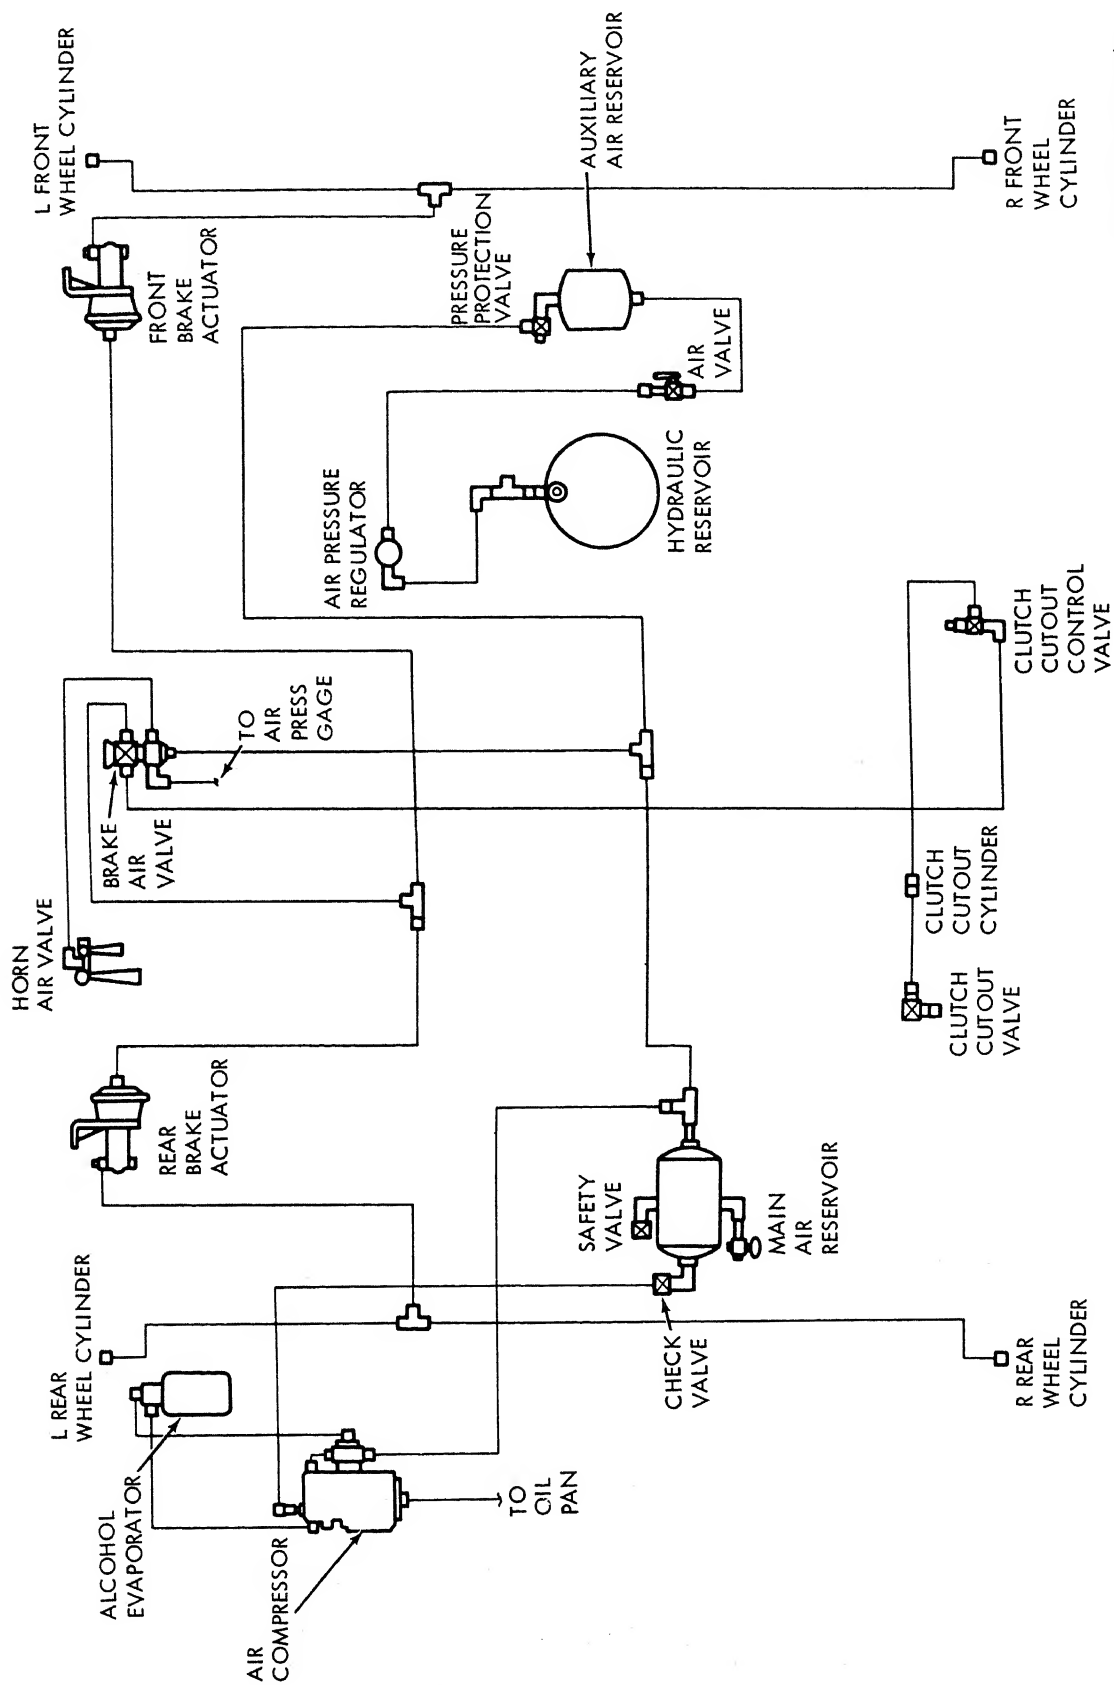 L FRONT
WHEEL CYLINDER
FRONT
BRAKE
ACTUATOR
PRESSURE
PROTECTION
VALVE
AUXILIARY
AIR RESERVOIR
R FRONT
WHEEL
CYLINDER
AIR
VALVE
AIR PRESSURE
REGULATOR
HYDRAULIC
RESERVOIR
CLUTCH
CUTOUT
CONTROL
VALVE
TO
AIR
PRESS
GAGE
BRAKE
AIR
VALVE
HORN
AIR VALVE
CLUTCH
CUTOUT
CYLINDER
CLUTCH
CUTOUT
VALVE
REAR
BRAKE
ACTUATOR
SAFETY
VALVE
MAIN
AIR
RESERVOIR
L REAR
WHEEL CYLINDER
CHECK
VALVE
R REAR
WHEEL
CYLINDER
ALCOHOL
EVAPORATOR
AIR
COMPRESSOR
TO
OIL
PAN